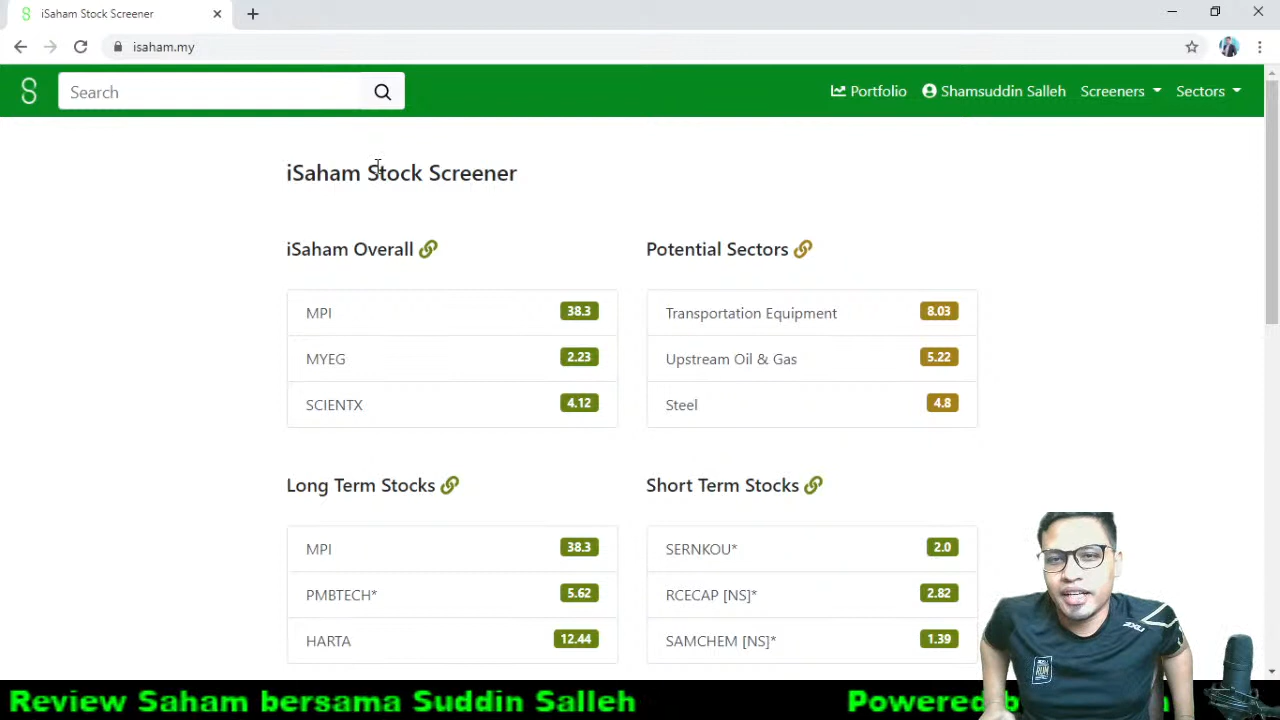 iSaham Stock Screener
isaham.my
Search
Portfolio
Shamsuddin Salleh
Screeners
Sectors
iSaham Stock Screener
iSaham Overall
MPI 38.3
MYEG 2.23
SCIENTX 4.12
Potential Sectors
Transportation Equipment 8.03
Upstream Oil & Gas 5.22
Steel 4.8
Long Term Stocks
MPI 38.3
PMBTECH* 5.62
HARTA 12.44
Short Term Stocks
SERNKOU* 2.0
RCECAP [NS]* 2.82
SAMCHEM [NS]* 1.39
2XU
RUN
Review Saham bersama Suddin Salleh
Powered